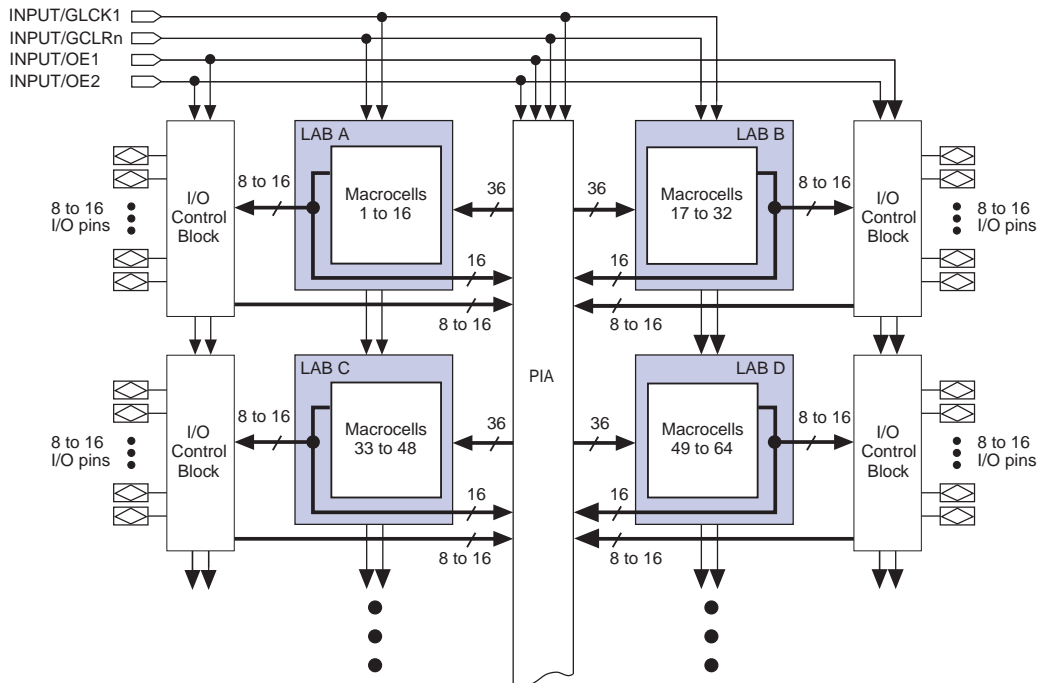 INPUT/GLCK1
INPUT/GCLRn
INPUT/OE1
INPUT/OE2
LAB A
LAB B
8 to 16
I/O pins
I/O
Control
Block
8 to 16
Macrocells
1 to 16
36
36
Macrocells
17 to 32
8 to 16
I/O
Control
Block
8 to 16
I/O pins
16
16
8 to 16
8 to 16
LAB C
PIA
LAB D
8 to 16
I/O pins
I/O
Control
Block
8 to 16
Macrocells
33 to 48
36
36
Macrocells
49 to 64
8 to 16
I/O
Control
Block
8 to 16
I/O pins
16
16
8 to 16
8 to 16